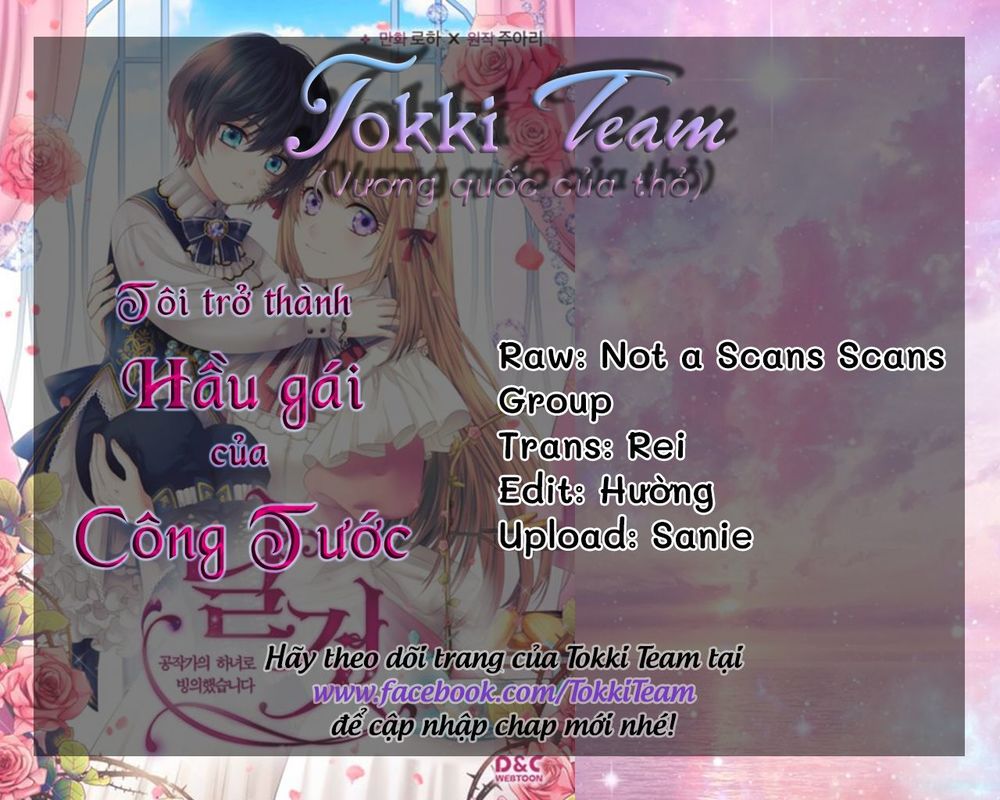 만화 로하 × 원작 주아리
Tokki Team
(Vương quốc của thỏ)
Tôi trở thành
Hầu gái
của
Công Tước
Raw: Not a Scans Scans
Group
Trans: Rei
Edit: Hường
Upload: Sanie
공작가의 하녀로
빙의했습니다
Hãy theo dõi trang của Tokki Team tại
www.facebook.com/TokkiTeam
để cập nhập chap mới nhé!
D&C
WEBTOON